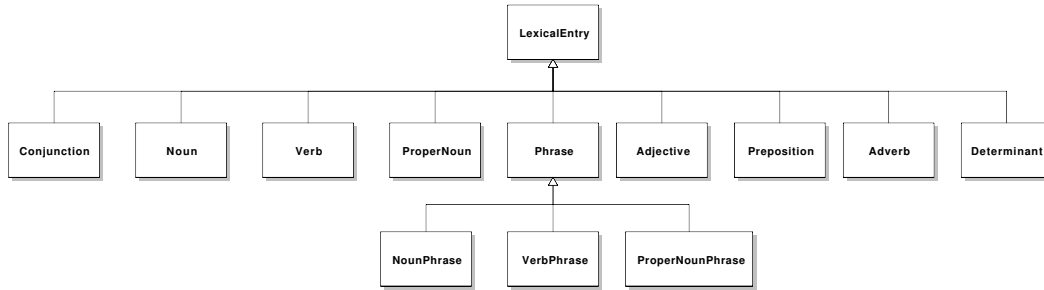 LexicalEntry
Conjunction
Noun
Verb
ProperNoun
Phrase
Adjective
Preposition
Adverb
Determinant
NounPhrase
VerbPhrase
ProperNounPhrase